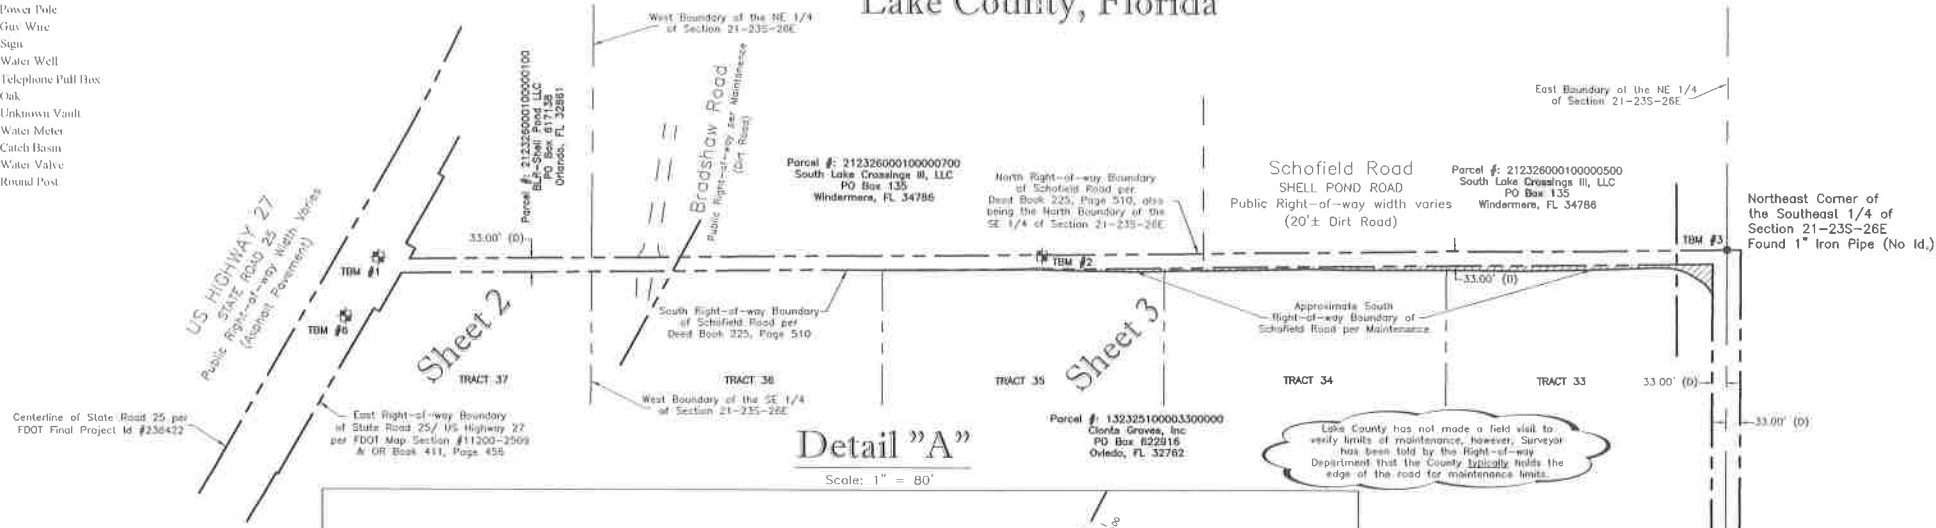 Lake County, Florida
Power Pole
Guy Wire
Sign
Water Well
Telephone Pull Box
Oak
Unknown Vault
Water Meter
Catch Basin
Water Valve
Round Post
US HIGHWAY 27
STATE ROAD 25
Public Right-of-way Width Varies
(Asphalt Pavement)
TBM #1
TBM #6
Centerline of State Road 25 per
FDOT Final Project Id #238422
East Right-of-way Boundary
of State Road 25/ US Highway 27
per FDOT Map Section #11200-2509
& OR Book 411, Page 456
Parcel #: 212326000100000100
BLR-Shell Pond LLC
PO Box 617138
Orlando, FL 32861
33.00' (D)
West Boundary of the NE 1/4
of Section 21-23S-26E
Bradshaw Road
Public Right-of-way per Maintenance
(Dirt Road)
Sheet 2
TRACT 37
South Right-of-way Boundary
of Schofield Road per
Deed Book 225, Page 510
West Boundary of the SE 1/4
of Section 21-23S-26E
TRACT 36
Parcel #: 212326000100000700
South Lake Crossings III, LLC
PO Box 135
Windermere, FL 34786
North Right-of-way Boundary
of Schofield Road per
Deed Book 225, Page 510, also
being the North Boundary of the
SE 1/4 of Section 21-23S-26E
TBM #2
TRACT 35
Sheet 3
Detail "A"
Scale: 1" = 80'
Parcel #: 132325100003300000
Clonts Groves, Inc
PO Box 622916
Oviedo, FL 32762
Schofield Road
SHELL POND ROAD
Public Right-of-way width varies
(20'± Dirt Road)
Parcel #: 212326000100000500
South Lake Crossings III, LLC
PO Box 135
Windermere, FL 34786
East Boundary of the NE 1/4
of Section 21-23S-26E
TBM #3
Northeast Corner of
the Southeast 1/4 of
Section 21-23S-26E
Found 1" Iron Pipe (No Id.)
33.00' (D)
Approximate South
Right-of-way Boundary of
Schofield Road per Maintenance
TRACT 34
TRACT 33
33.00' (D)
33.00' (D)
Lake County has not made a field visit to
verify limits of maintenance, however, Surveyor
has been told by the Right-of-way
Department that the County typically holds the
edge of the road for maintenance limits.